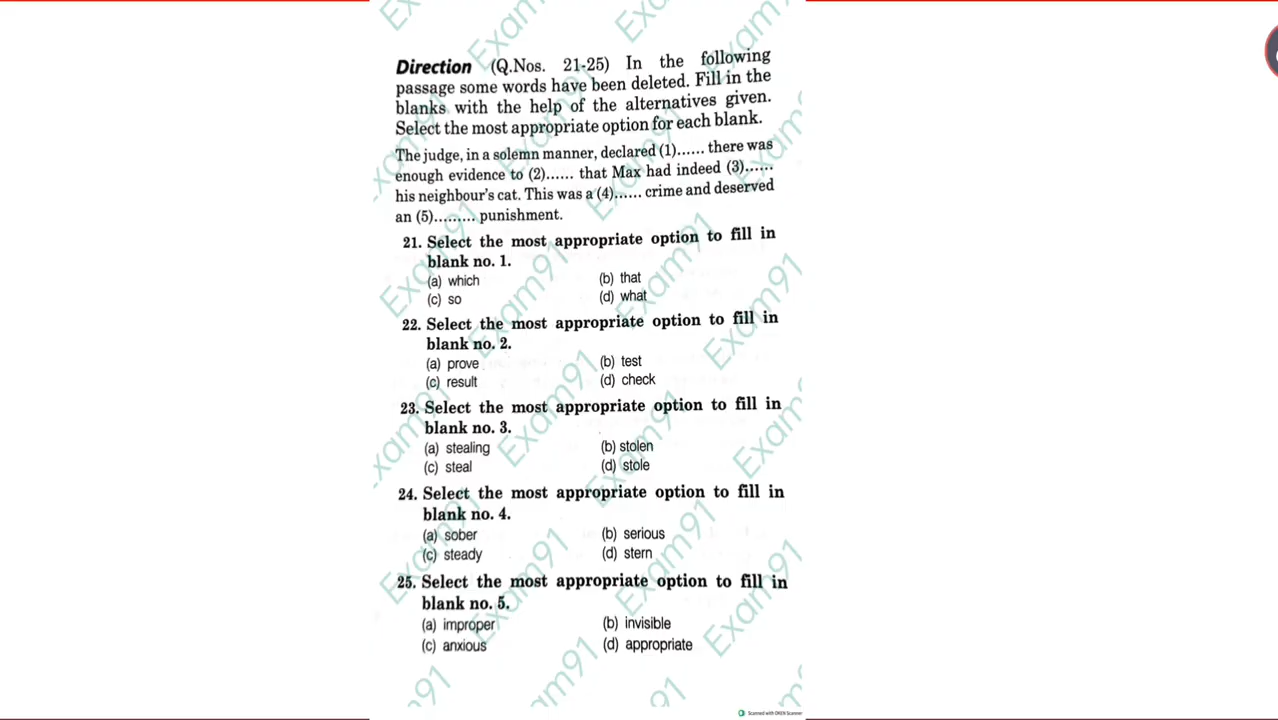 Direction (Q.Nos. 21-25) In the following
passage some words have been deleted. Fill in the
blanks with the help of the alternatives given.
Select the most appropriate option for each blank.
The judge, in a solemn manner, declared (1)...... there was
enough evidence to (2)...... that Max had indeed (3)......
his neighbour's cat. This was a (4)...... crime and deserved
an (5)......... punishment.
21. Select the most appropriate option to fill in
blank no. 1.
(a) which (b) that
(c) so (d) what
22. Select the most appropriate option to fill in
blank no. 2.
(a) prove (b) test
(c) result (d) check
23. Select the most appropriate option to fill in
blank no. 3.
(a) stealing (b) stolen
(c) steal (d) stole
24. Select the most appropriate option to fill in
blank no. 4.
(a) sober (b) serious
(c) steady (d) stern
25. Select the most appropriate option to fill in
blank no. 5.
(a) improper (b) invisible
(c) anxious (d) appropriate
Exam91
Scanned with OKEN Scanner